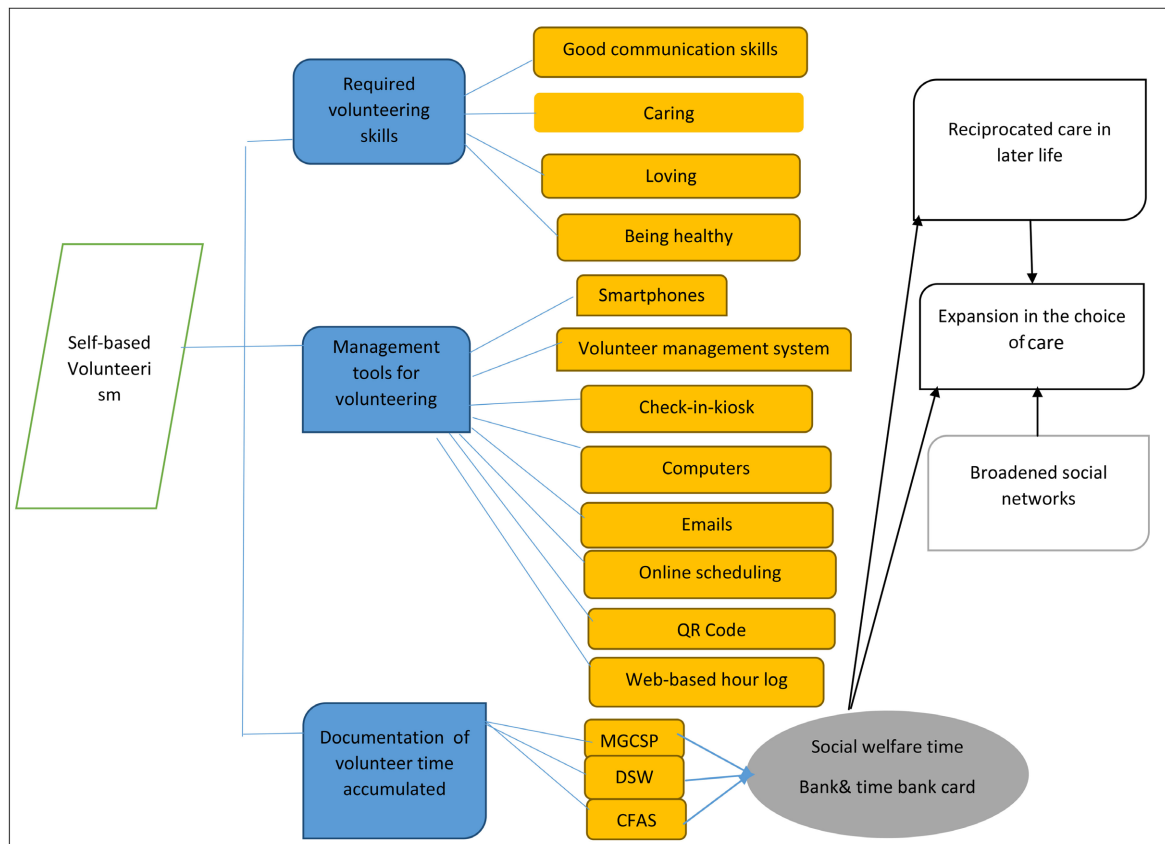 Self-based
Volunteeri
sm
Required
volunteering
skills
Good communication skills
Caring
Loving
Being healthy
Management
tools for
volunteering
Smartphones
Volunteer management system
Check-in-kiosk
Computers
Emails
Online scheduling
QR Code
Web-based hour log
Documentation of
volunteer time
accumulated
MGCSP
DSW
CFAS
Social welfare time
Bank& time bank card
Reciprocated care in
later life
Expansion in the choice
of care
Broadened social
networks